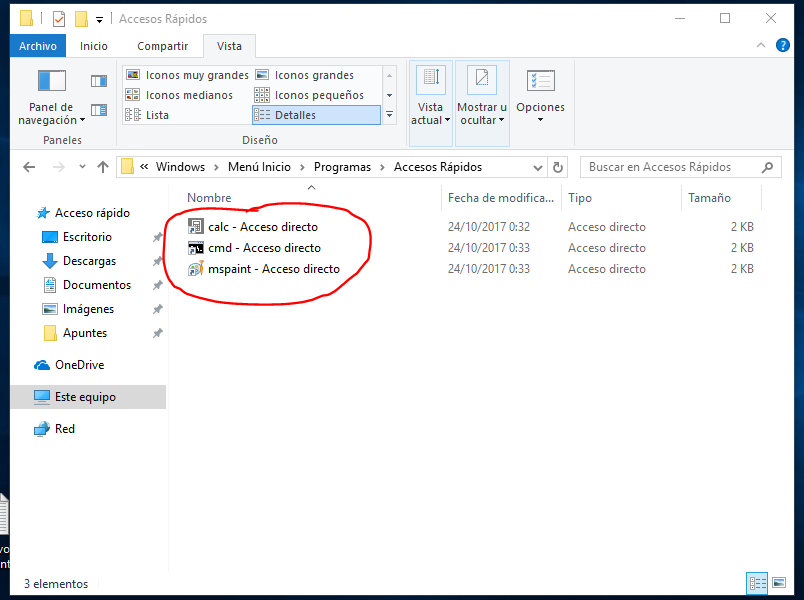 Accesos Rápidos
Archivo Inicio Compartir Vista
Panel de navegación
Paneles
Iconos muy grandes Iconos grandes
Iconos medianos Iconos pequeños
Lista Detalles
Diseño
Vista actual
Mostrar u ocultar
Opciones
« Windows > Menú Inicio > Programas > Accesos Rápidos
Buscar en Accesos Rápidos
Nombre Fecha de modifica... Tipo Tamaño
calc - Acceso directo 24/10/2017 0:32 Acceso directo 2 KB
cmd - Acceso directo 24/10/2017 0:33 Acceso directo 2 KB
mspaint - Acceso directo 24/10/2017 0:33 Acceso directo 2 KB
Acceso rápido
Escritorio
Descargas
Documentos
Imágenes
Apuntes
OneDrive
Este equipo
Red
3 elementos